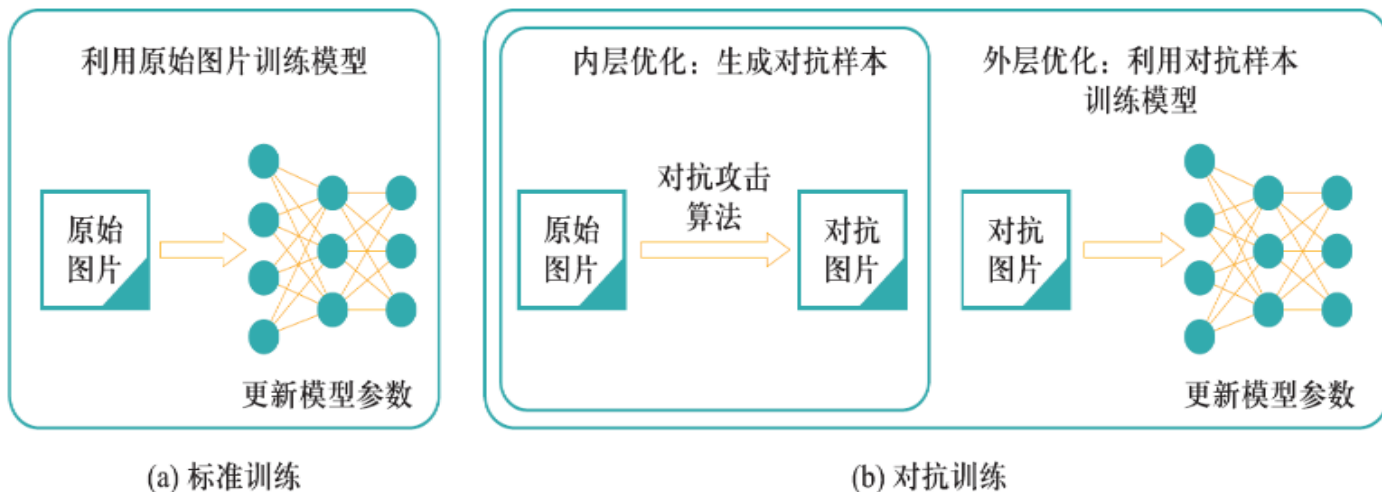 利用原始图片训练模型
原始
图片
更新模型参数
(a) 标准训练
内层优化：生成对抗样本
原始
图片
对抗攻击
算法
对抗
图片
外层优化：利用对抗样本
训练模型
对抗
图片
更新模型参数
(b) 对抗训练